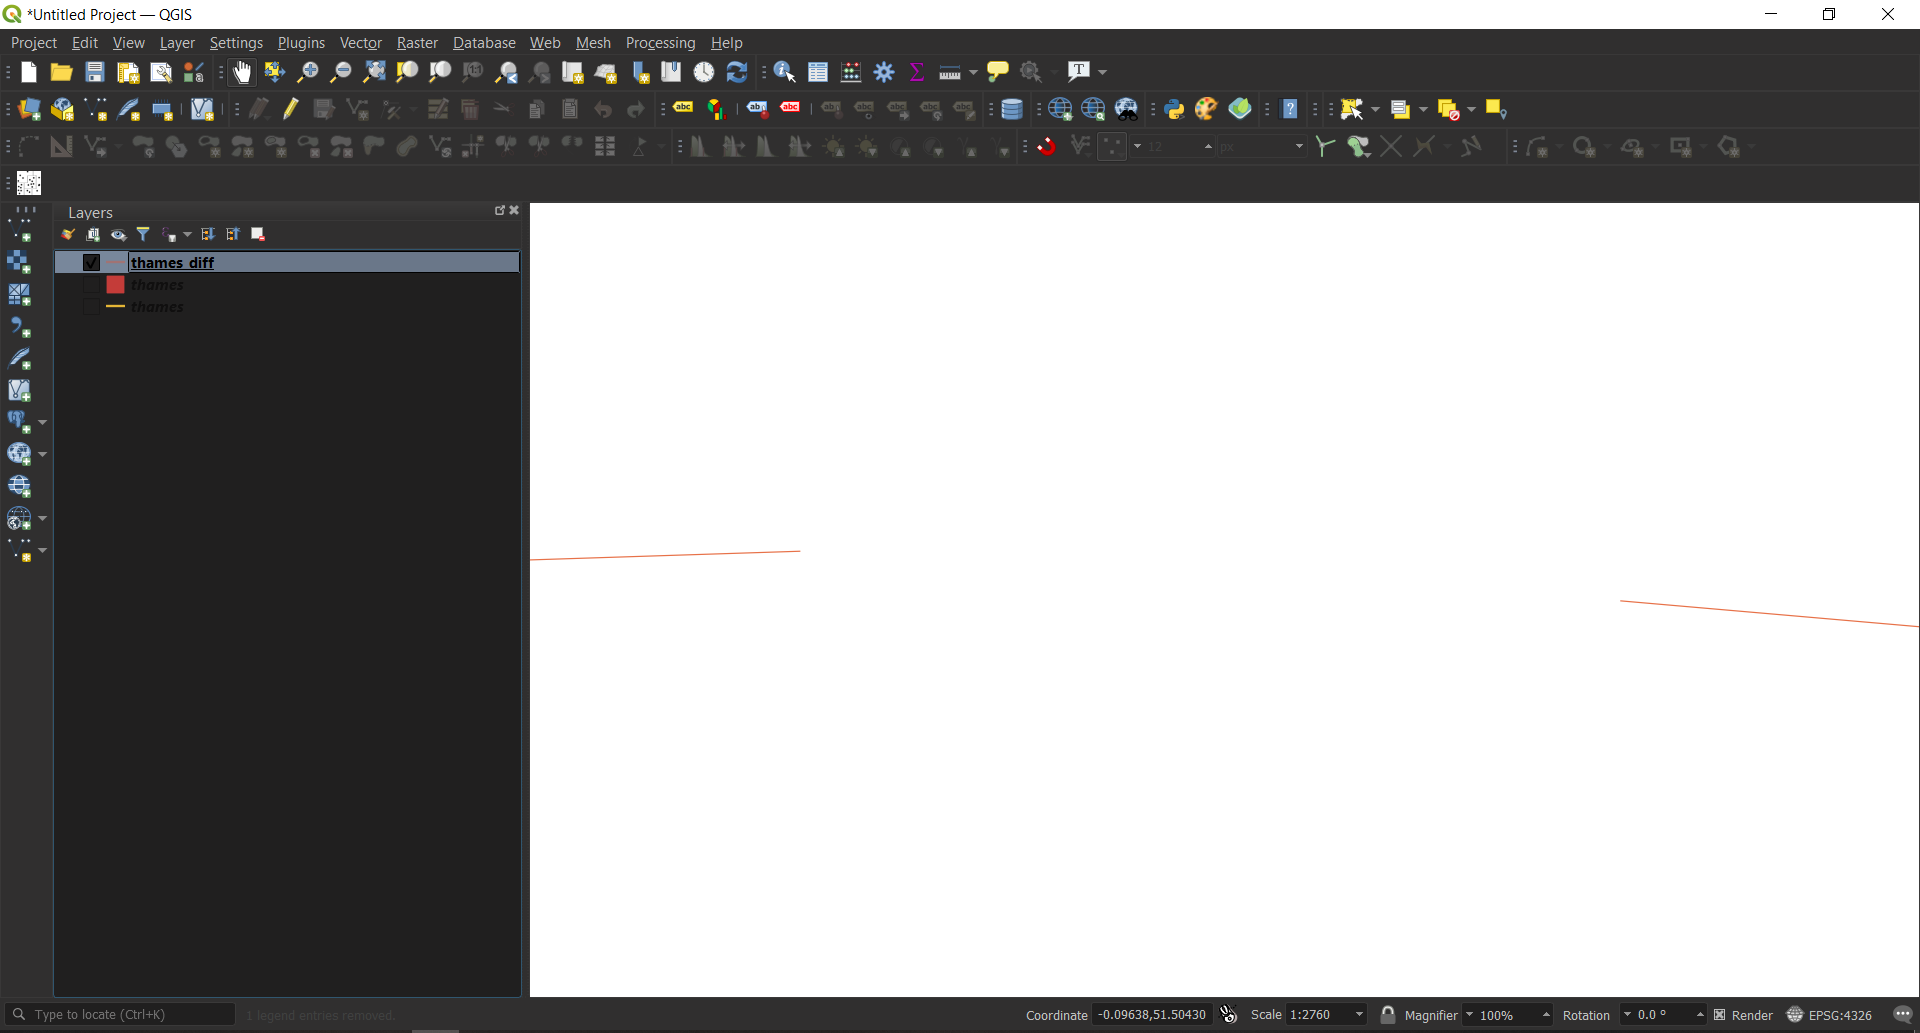 *Untitled Project — QGIS
Project Edit View Layer Settings Plugins Vector Raster Database Web Mesh Processing Help
12 px
Layers
thames diff
thames
thames
Type to locate (Ctrl+K) 1 legend entries removed. Coordinate -0.09638,51.50430 Scale 1:2760 Magnifier 100% Rotation 0.0 ° Render EPSG:4326